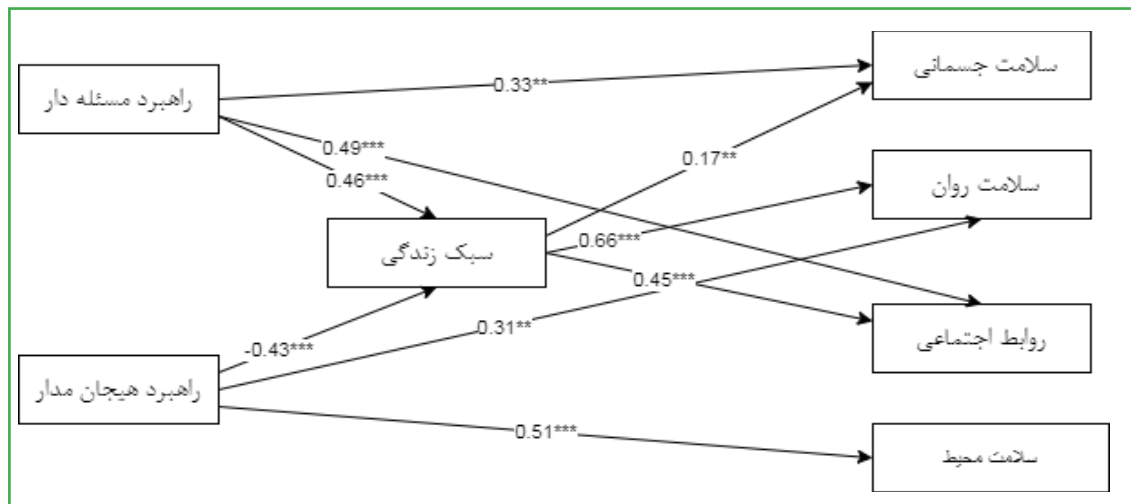 سلامت جسمانی
راهبرد مسئله دار
0.33**
0.49***
0.17**
سلامت روان
0.46***
سبک زندگی
0.66***
0.45***
روابط اجتماعی
0.31**
-0.43***
راهبرد هیجان مدار
0.51***
سلامت محیط